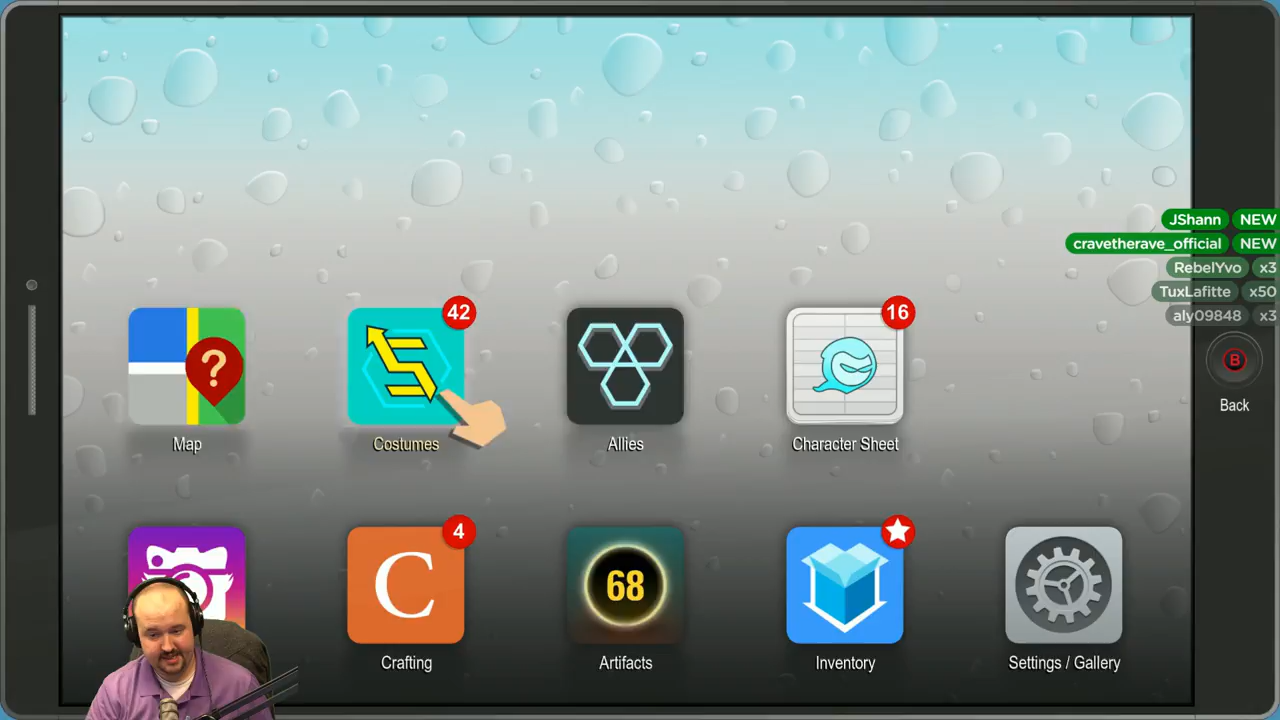 JShann NEW
cravetherave_official NEW
RebelYvo x3
TuxLafitte x50
aly09848 x3
42
16
?
Map
Costumes
Allies
Character Sheet
B
Back
4
C
68
Crafting
Artifacts
Inventory
Settings / Gallery